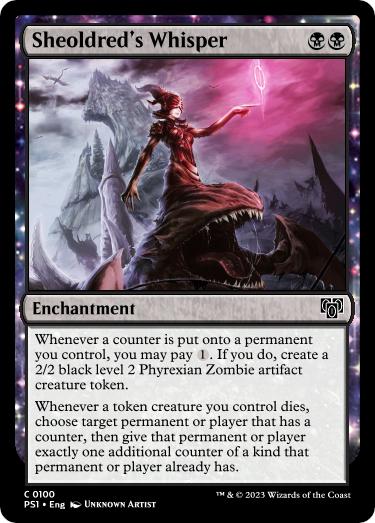 Sheoldred's Whisper
Enchantment
Whenever a counter is put onto a permanent
you control, you may pay 1. If you do, create a
2/2 black level 2 Phyrexian Zombie artifact
creature token.
Whenever a token creature you control dies,
choose target permanent or player that has a
counter, then give that permanent or player
exactly one additional counter of a kind that
permanent or player already has.
C 0100
PS1 • Eng Unknown Artist
™ & © 2023 Wizards of the Coast